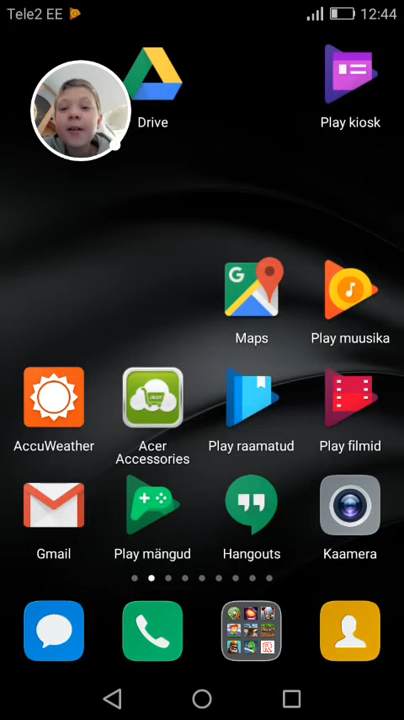 Tele2 EE
12:44
Drive
Play kiosk
Maps
Play muusika
AccuWeather
Acer
Accessories
Play raamatud
Play filmid
Gmail
Play mängud
Hangouts
Kaamera